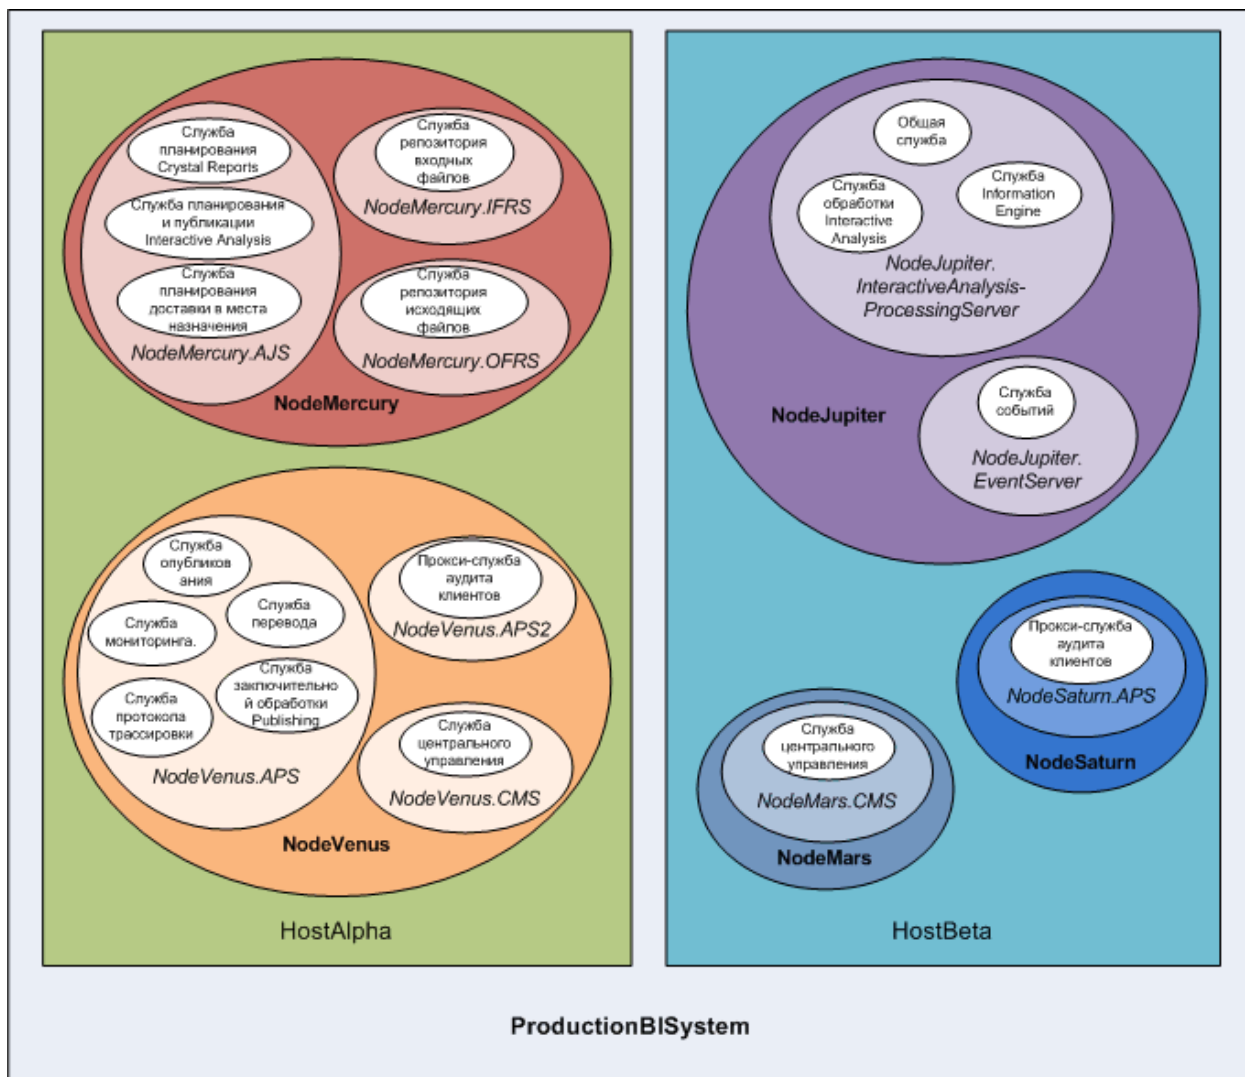 Служба
планирования
Crystal Reports
Служба планирования
и публикации
Interactive Analysis
Служба
планирования
доставки в места
назначения
NodeMercury.AJS
Служба
репозитория
входных
файлов
NodeMercury.IFRS
Служба
репозитория
исходящих
файлов
NodeMercury.OFRS
NodeMercury
Служба
опубликов
ания
Служба
мониторинга.
Служба
перевода
Служба
заключительно
й обработки
Publishing
Служба
протокола
трассировки
NodeVenus.APS
Прокси-служба
аудита
клиентов
NodeVenus.APS2
Служба
центрального
управления
NodeVenus.CMS
NodeVenus
HostAlpha
Общая
служба
Служба
обработки
Interactive
Analysis
Служба
Information
Engine
NodeJupiter.
InteractiveAnalysis-
ProcessingServer
Служба
событий
NodeJupiter.
EventServer
NodeJupiter
Прокси-служба
аудита
клиентов
NodeSaturn.APS
NodeSaturn
Служба
центрального
управления
NodeMars.CMS
NodeMars
HostBeta
ProductionBISystem